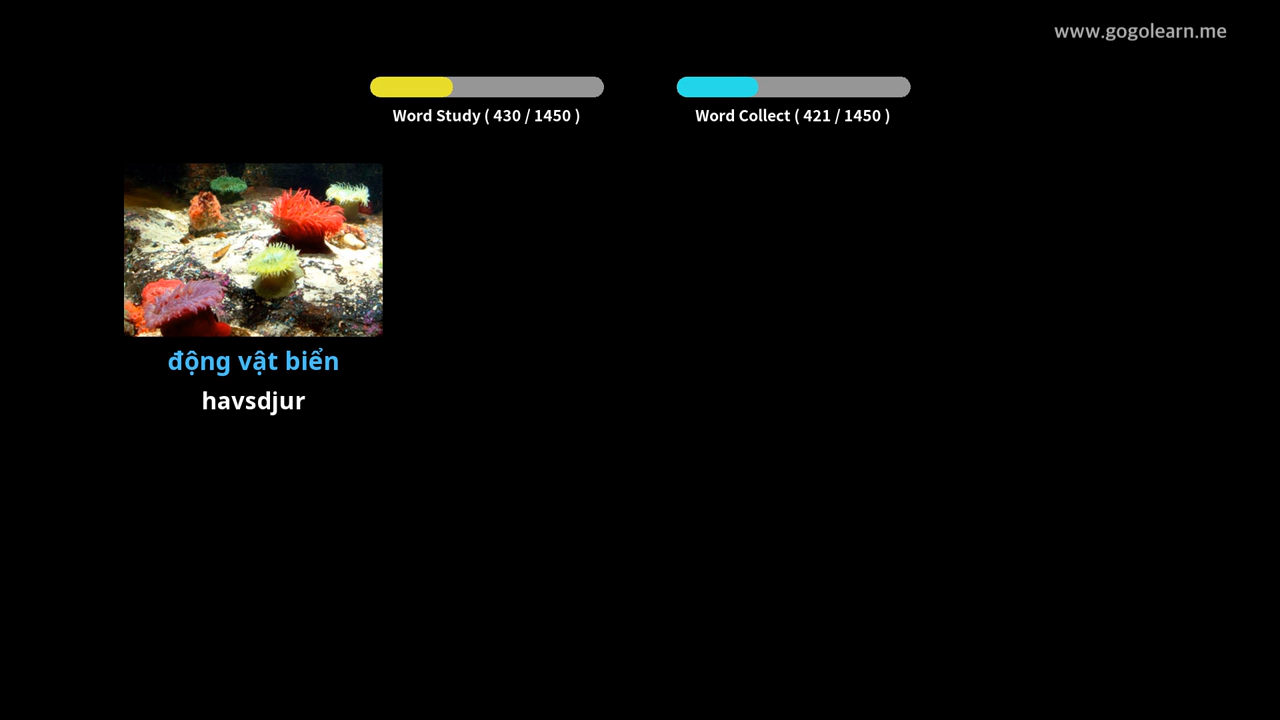 www.gogolearn.me
Word Study ( 430 / 1450 )
Word Collect ( 421 / 1450 )
động vật biển
havsdjur